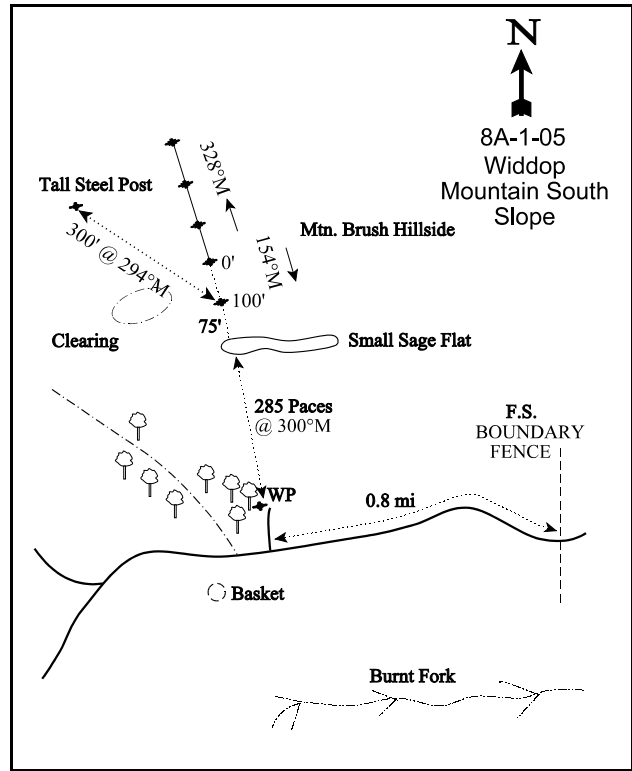 N
8A-1-05
Widdop
Mountain South
Slope
328°M
Tall Steel Post
300' @ 294°M
0'
154°M
Mtn. Brush Hillside
100'
75'
Clearing
Small Sage Flat
285 Paces
@ 300°M
F.S.
BOUNDARY
FENCE
WP
0.8 mi
Basket
Burnt Fork